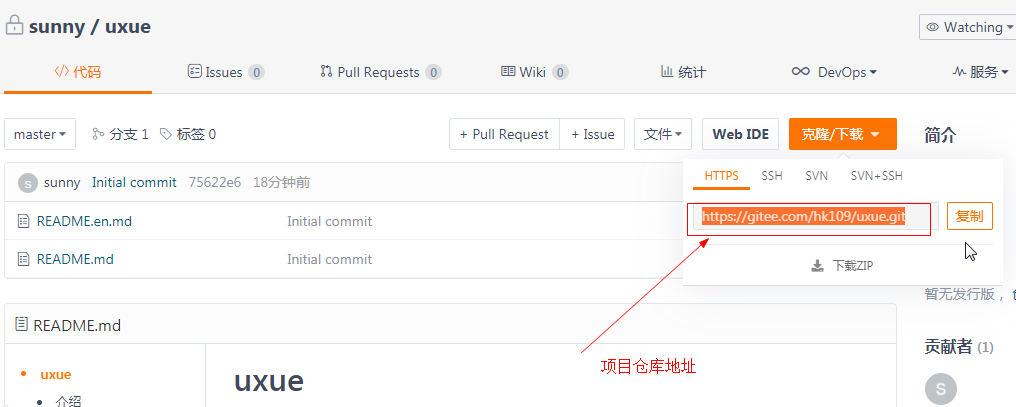 sunny / uxue
Watching
代码 Issues 0 Pull Requests 0 Wiki 0 统计 DevOps 服务
master 分支 1 标签 0 + Pull Request + Issue 文件 Web IDE 克隆/下载 简介
HTTPS SSH SVN SVN+SSH
S sunny Initial commit 75622e6 18分钟前
https://gitee.com/hk109/uxue.git 复制
README.en.md Initial commit
README.md Initial commit
下载ZIP
暂无发行版，
README.md
贡献者 (1)
项目仓库地址
uxue
uxue
S
介绍